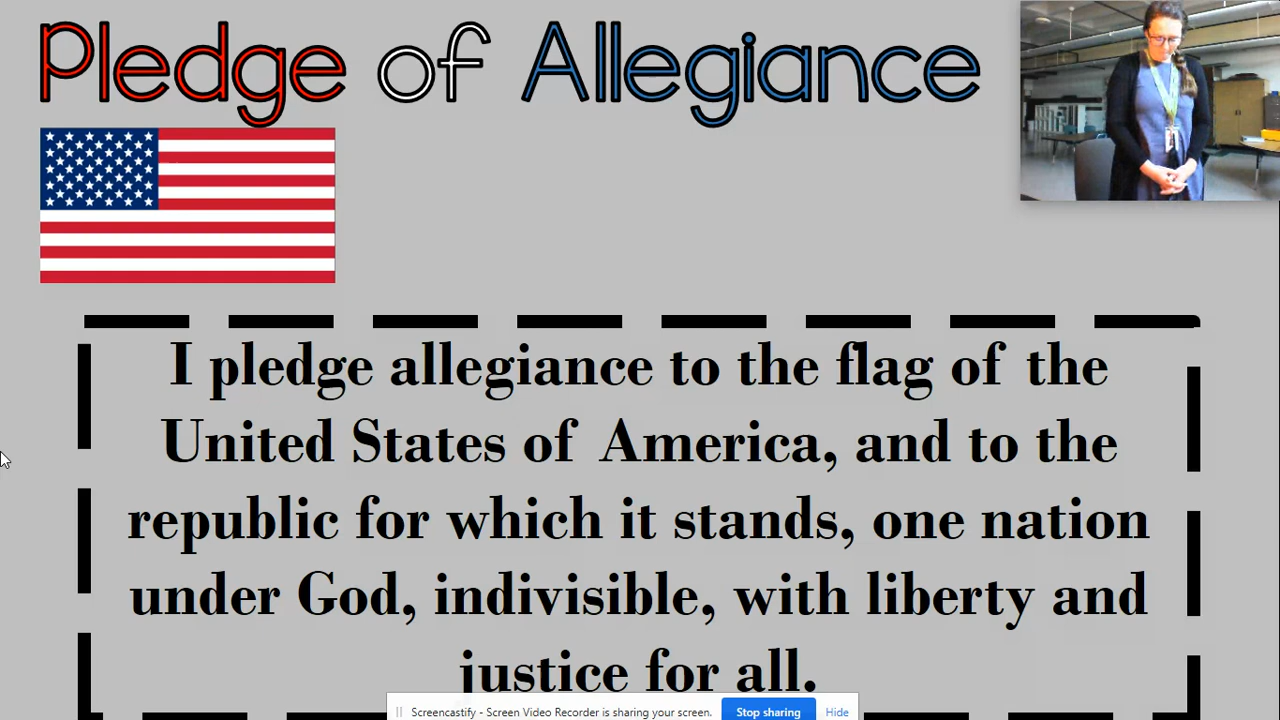 Pledge of Allegiance
I pledge allegiance to the flag of the
United States of America, and to the
republic for which it stands, one nation
under God, indivisible, with liberty and
justice for all.
Screencastify - Screen Video Recorder is sharing your screen. Stop sharing Hide